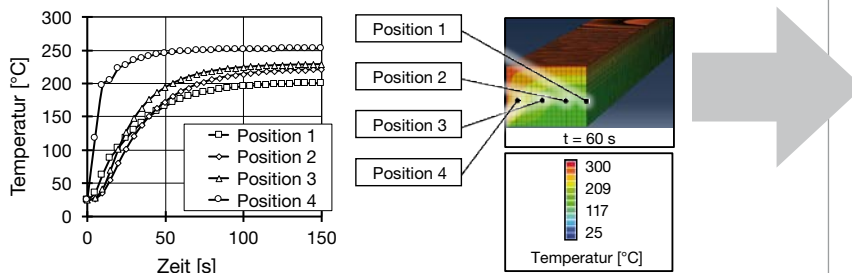 Temperatur [°C]
300
250
200
150
100
50
0
0
50
100
150
Zeit [s]
Position 1
Position 2
Position 3
Position 4
Position 1
Position 2
Position 3
Position 4
t = 60 s
300
209
117
25
Temperatur [°C]